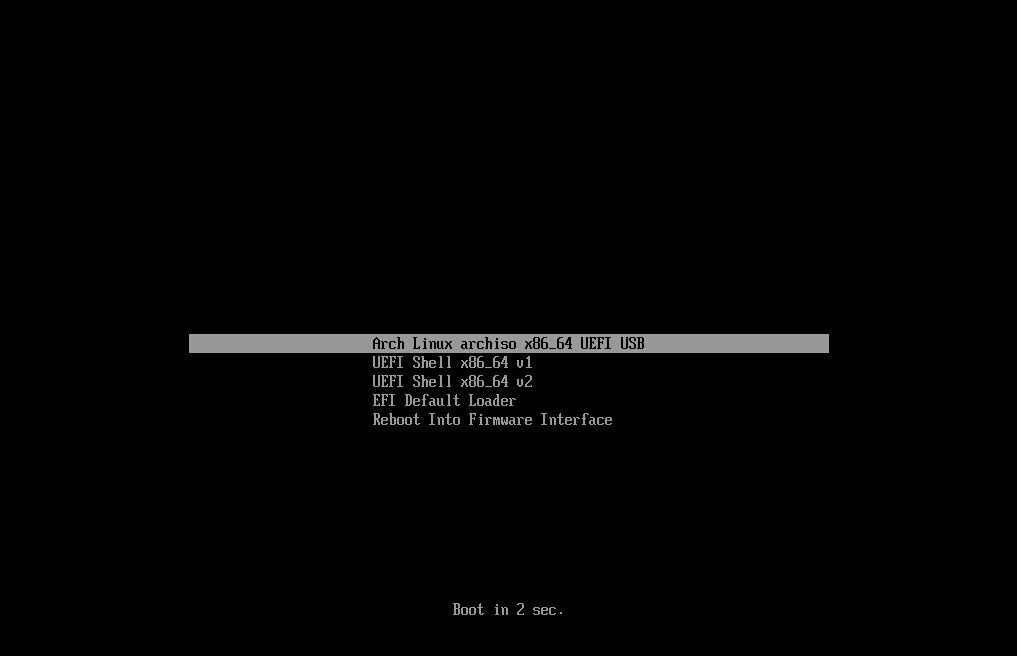 Arch Linux archiso x86_64 UEFI USB
UEFI Shell x86_64 v1
UEFI Shell x86_64 v2
EFI Default Loader
Reboot Into Firmware Interface
Boot in 2 sec.